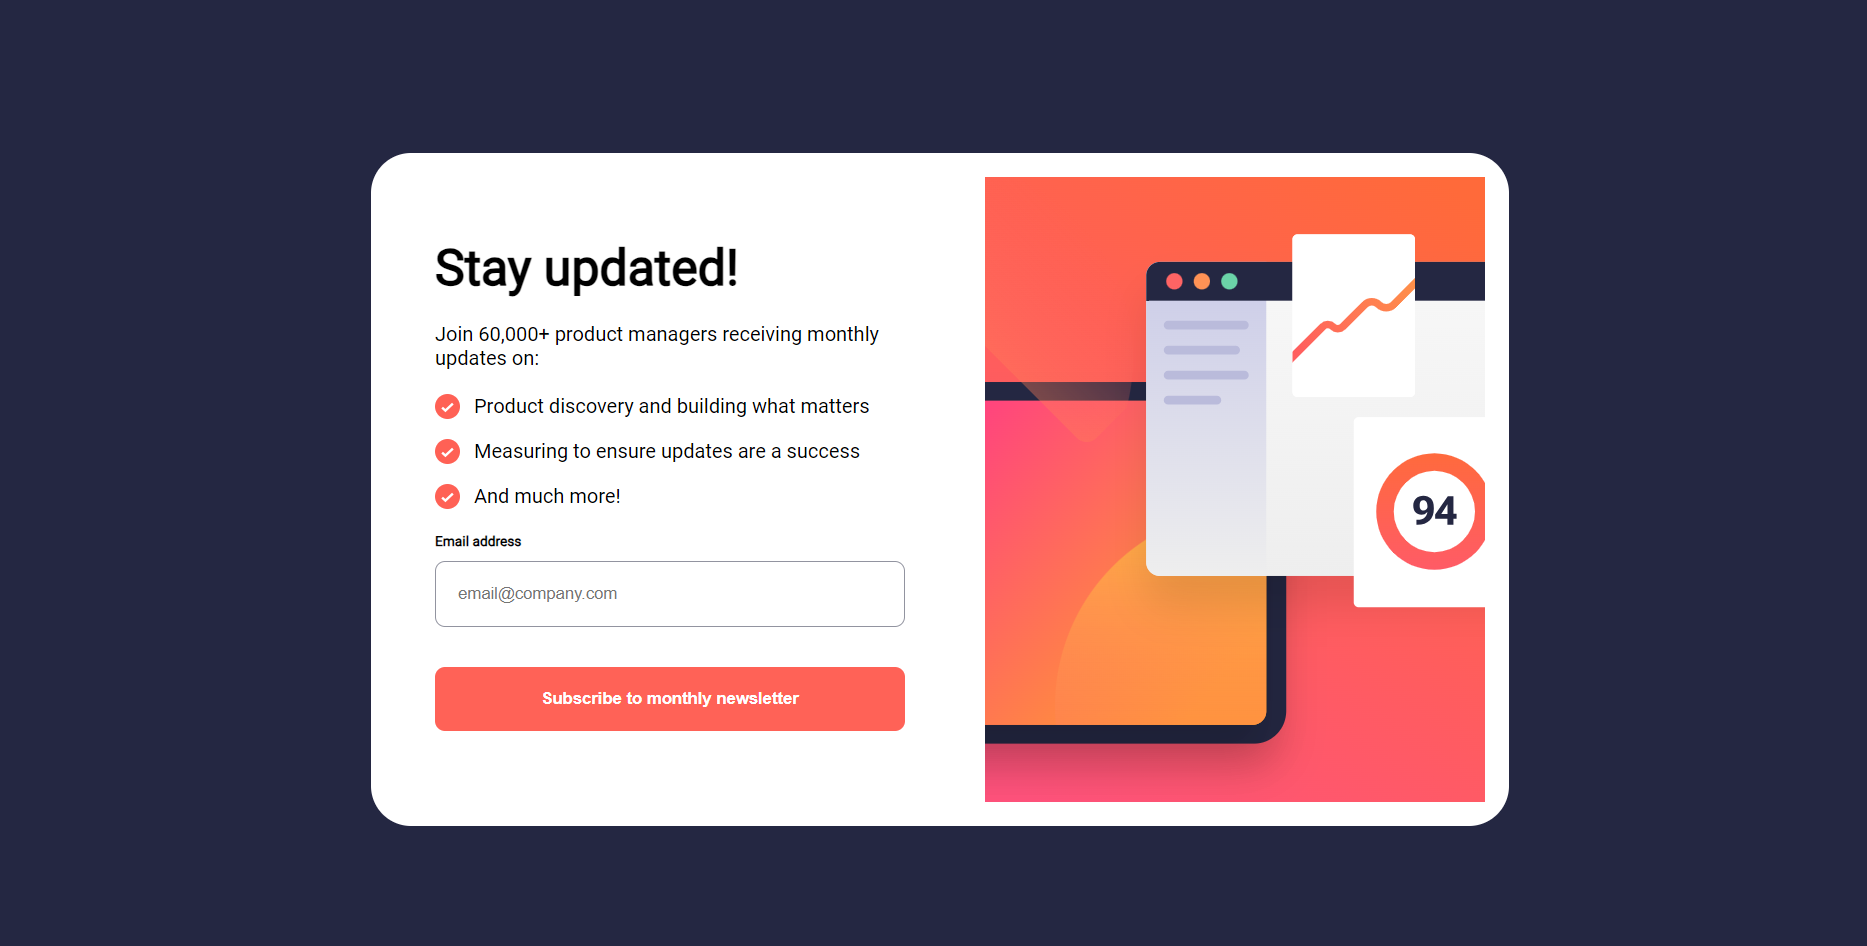 Stay updated!
Join 60,000+ product managers receiving monthly
updates on:
Product discovery and building what matters
Measuring to ensure updates are a success
And much more!
Email address
email@company.com
Subscribe to monthly newsletter
94